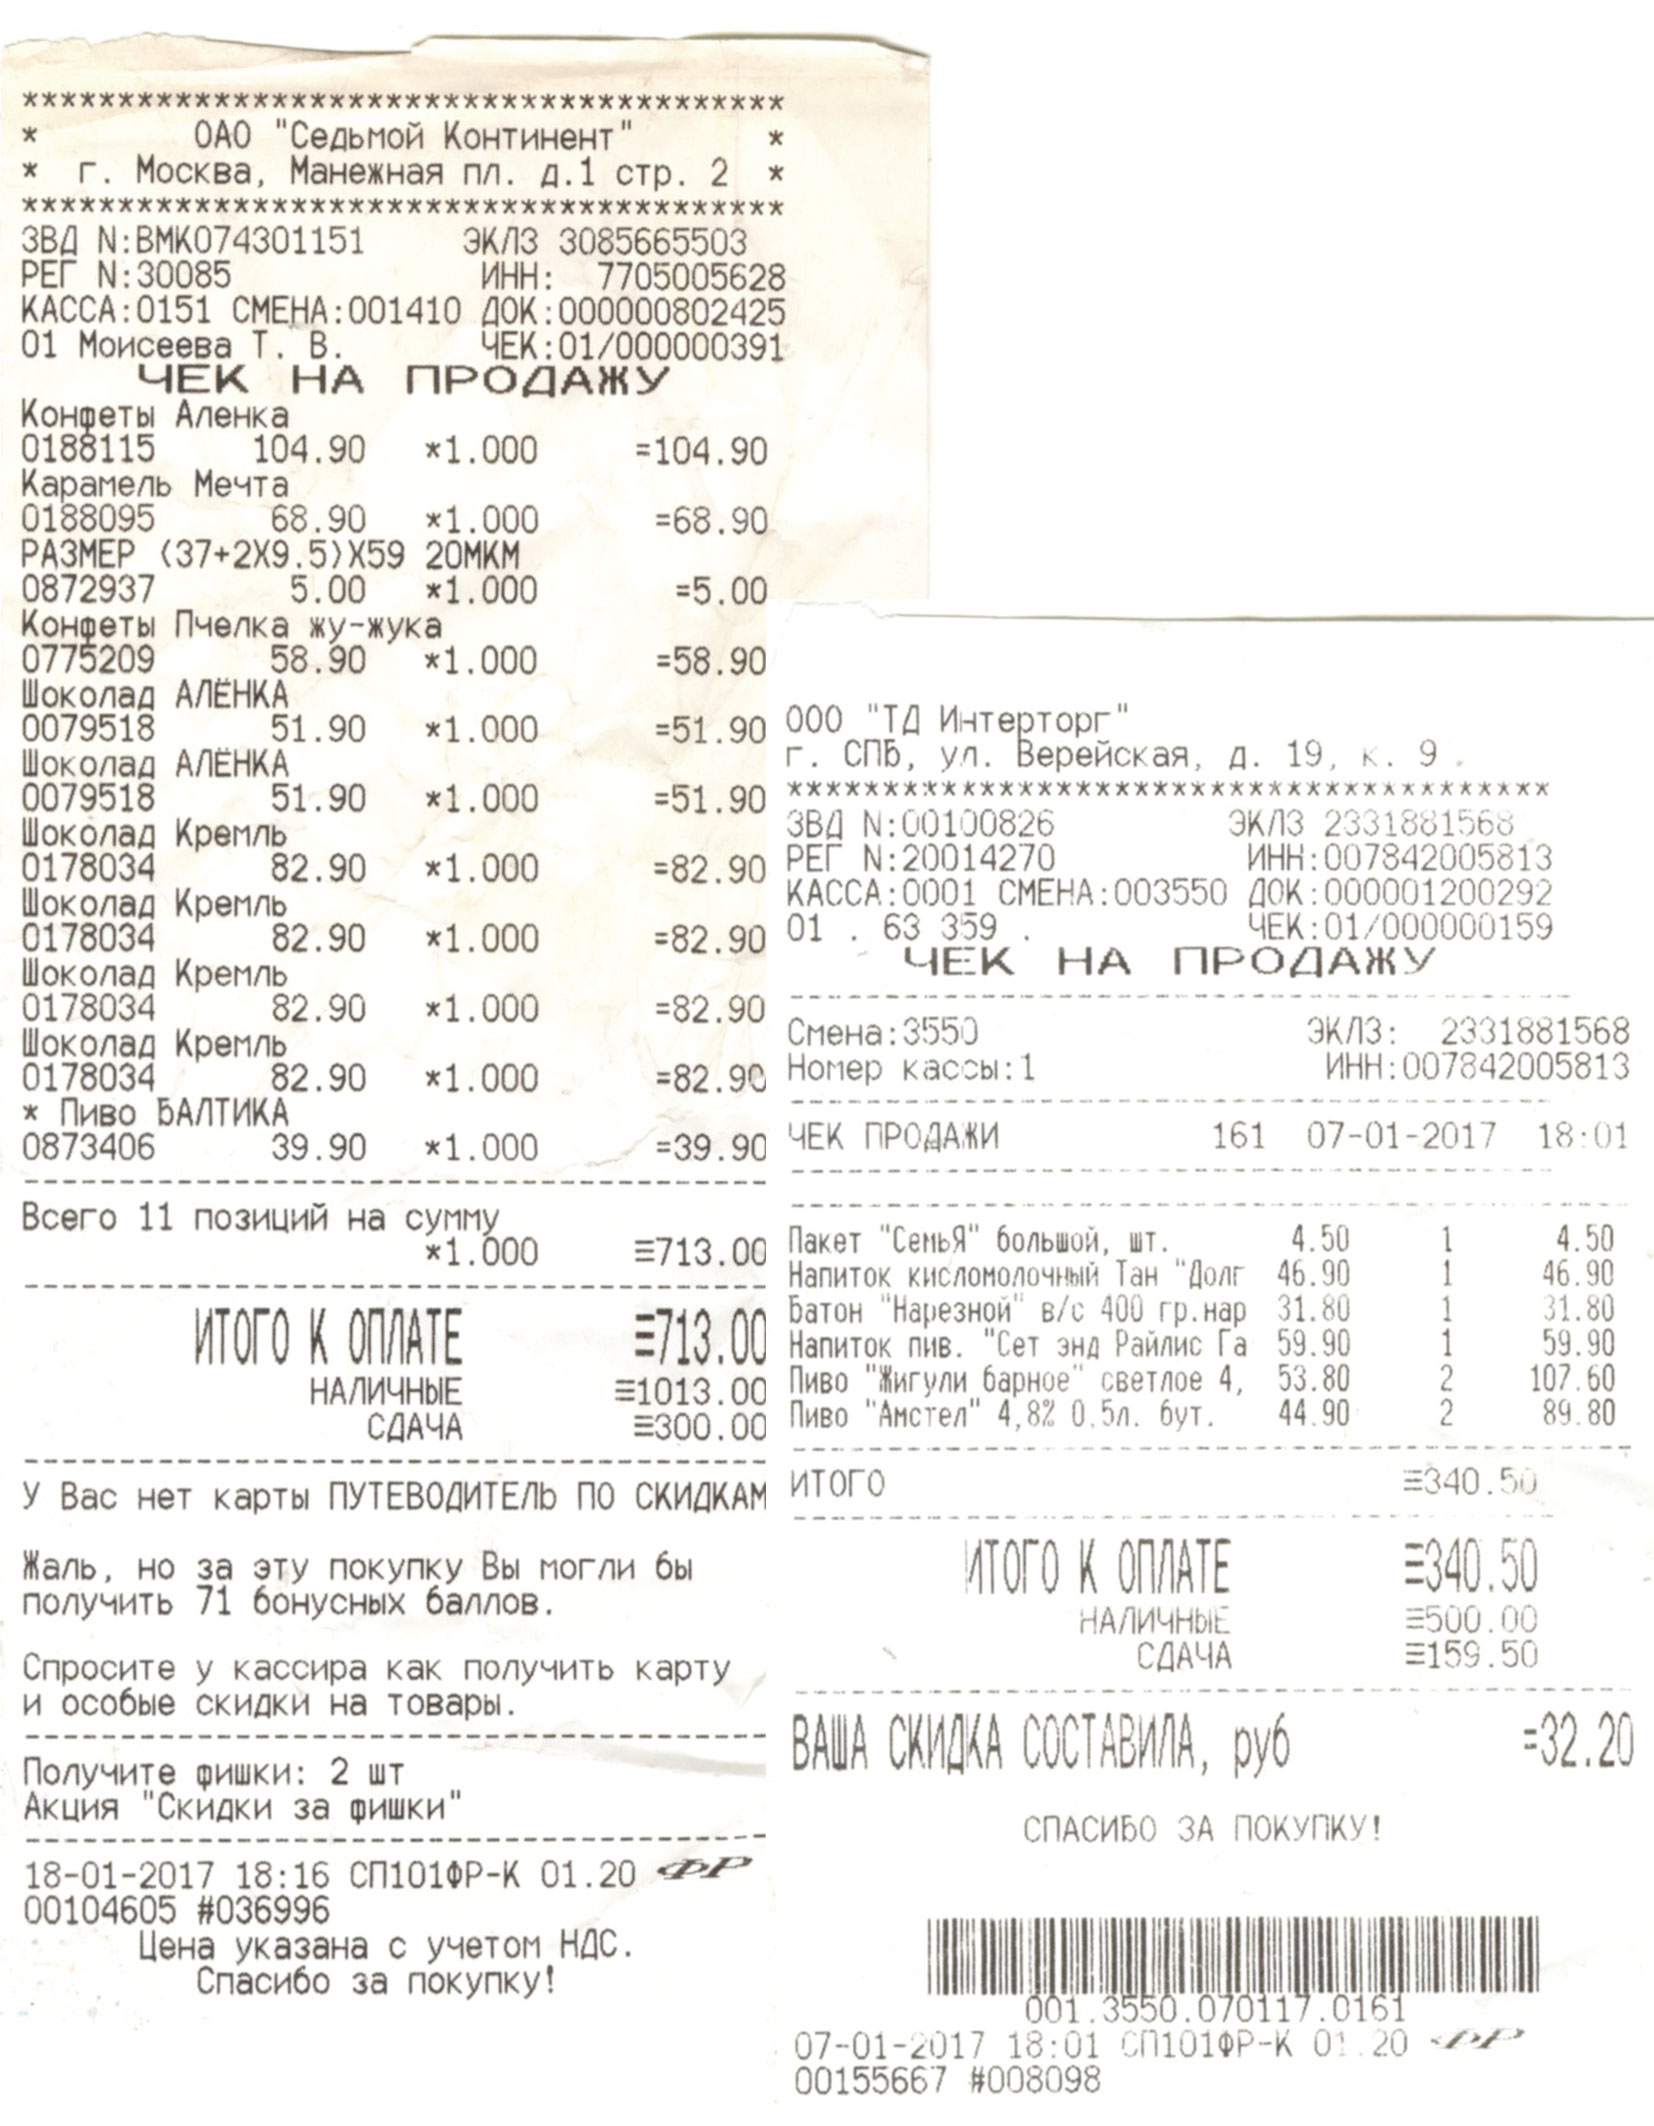 ****************************************
* ОАО "Седьмой Континент" *
* г. Москва, Манежная пл. д.1 стр. 2 *
****************************************
ЗВД N:ВМК074301151 ЭКЛЗ 3085665503
РЕГ N:30085 ИНН: 7705005628
КАССА:0151 СМЕНА:001410 ДОК:000000802425
01 Моисеева Т. В. ЧЕК:01/000000391
ЧЕК НА ПРОДАЖУ
Конфеты Аленка
0188115 104.90 *1.000 =104.90
Карамель Мечта
0188095 68.90 *1.000 =68.90
РАЗМЕР (37+2Х9.5)Х59 20МКМ
0872937 5.00 *1.000 =5.00
Конфеты Пчелка жу-жука
0775209 58.90 *1.000 =58.90
Шоколад АЛЁНКА
0079518 51.90 *1.000 =51.90
Шоколад АЛЁНКА
0079518 51.90 *1.000 =51.90
Шоколад Кремль
0178034 82.90 *1.000 =82.90
Шоколад Кремль
0178034 82.90 *1.000 =82.90
Шоколад Кремль
0178034 82.90 *1.000 =82.90
Шоколад Кремль
0178034 82.90 *1.000 =82.90
* Пиво БАЛТИКА
0873406 39.90 *1.000 =39.90
Всего 11 позиций на сумму
*1.000 ≡713.00
ИТОГО К ОПЛАТЕ ≡713.00
НАЛИЧНЫЕ ≡1013.00
СДАЧА ≡300.00
У Вас нет карты ПУТЕВОДИТЕЛЬ ПО СКИДКАМ
Жаль, но за эту покупку Вы могли бы
получить 71 бонусных баллов.
Спросите у кассира как получить карту
и особые скидки на товары.
Получите фишки: 2 шт
Акция "Скидки за фишки"
18-01-2017 18:16 СП101ФР-К 01.20 ФР
00104605 #036996
Цена указана с учетом НДС.
Спасибо за покупку!
ООО "ТД Интерторг"
г. СПБ, ул. Верейская, д. 19, к. 9 .
****************************************
ЗВД N:00100826 ЭКЛЗ 2331881568
РЕГ N:20014270 ИНН:007842005813
КАССА:0001 СМЕНА:003550 ДОК:000001200292
01 . 63 359 . ЧЕК:01/000000159
ЧЕК НА ПРОДАЖУ
Смена:3550 ЭКЛЗ: 2331881568
Номер кассы:1 ИНН:007842005813
ЧЕК ПРОДАЖИ 161 07-01-2017 18:01
Пакет "СемьЯ" большой, шт. 4.50 1 4.50
Напиток кисломолочный Тан "Долг 46.90 1 46.90
Батон "Нарезной" в/с 400 гр.нар 31.80 1 31.80
Напиток пив. "Сет энд Райлис Га 59.90 1 59.90
Пиво "Жигули барное" светлое 4, 53.80 2 107.60
Пиво "Амстел" 4,8% 0.5л. бут. 44.90 2 89.80
ИТОГО ≡340.50
ИТОГО К ОПЛАТЕ ≡340.50
НАЛИЧНЫЕ ≡500.00
СДАЧА ≡159.50
ВАША СКИДКА СОСТАВИЛА, руб =32.20
СПАСИБО ЗА ПОКУПКУ!
001.3550.070117.0161
07-01-2017 18:01 СП101ФР-К 01.20 ФР
00155667 #008098